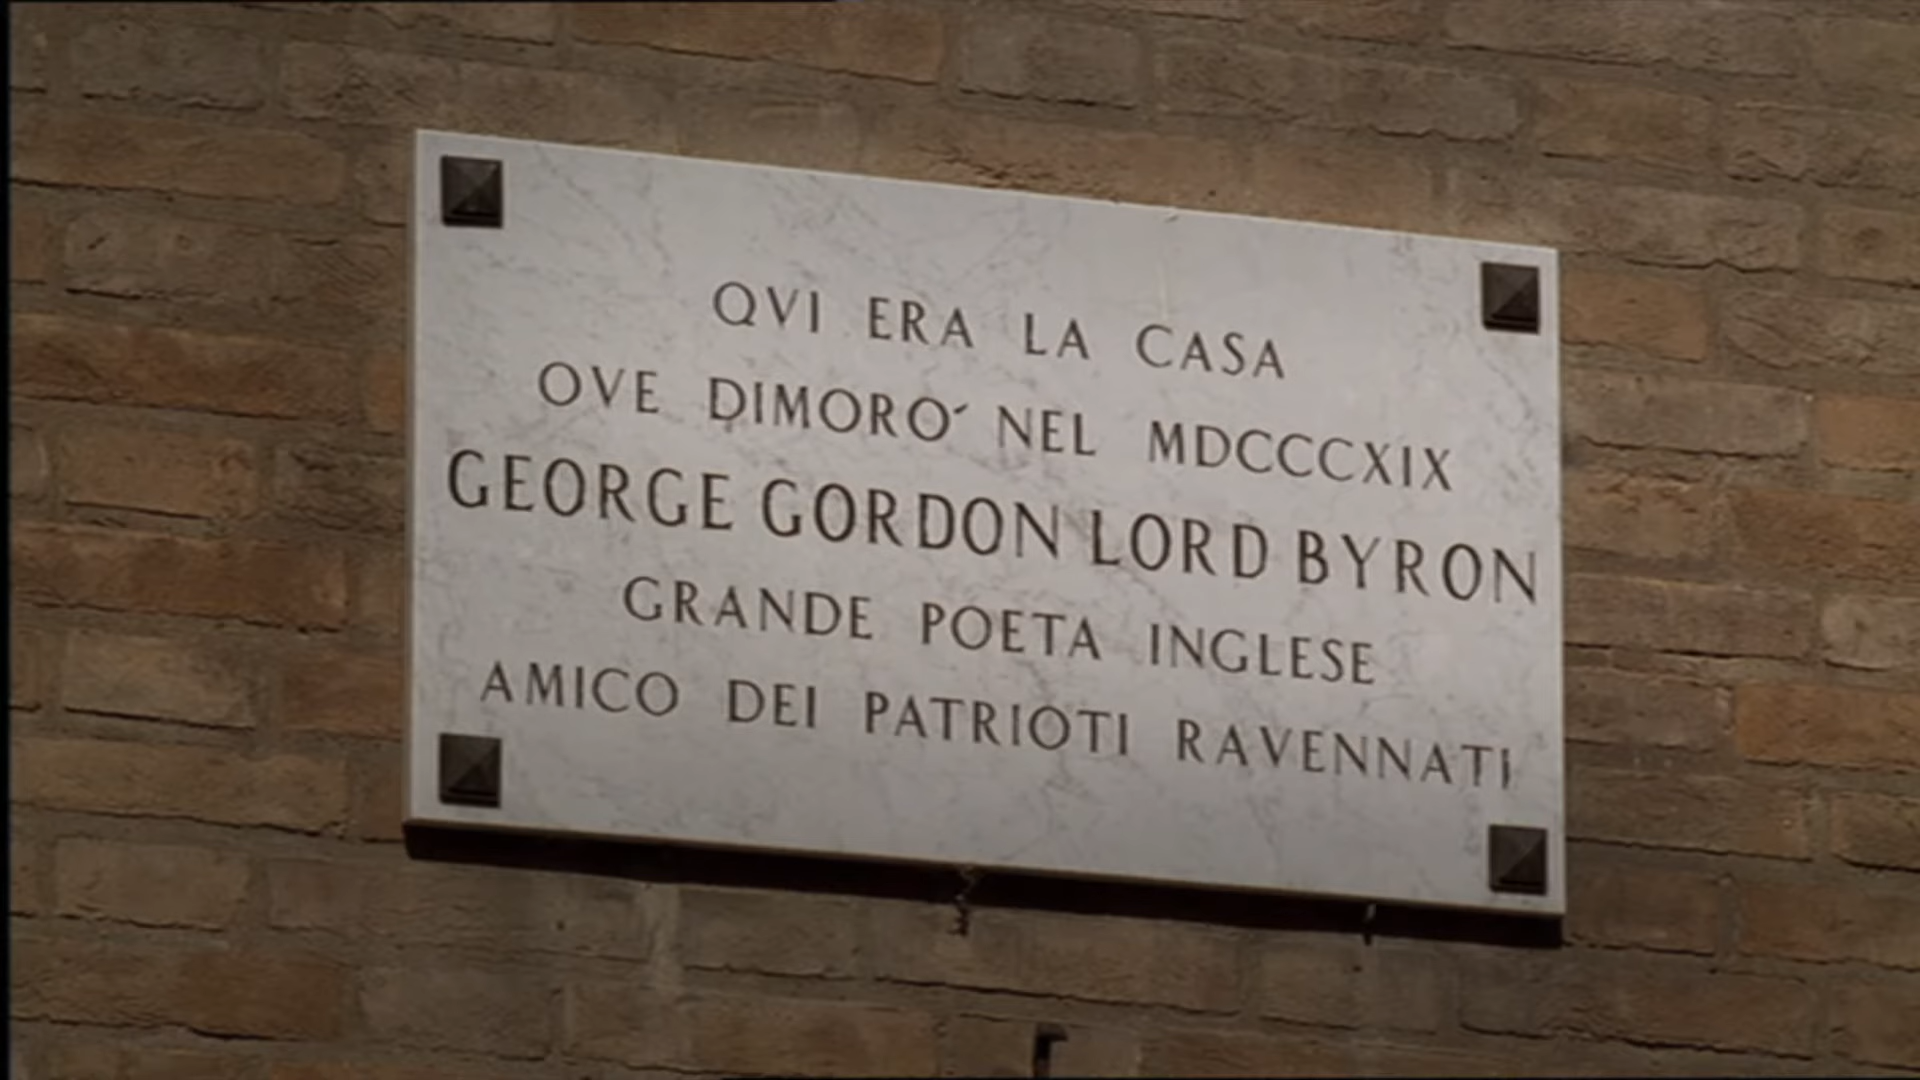 QVI ERA LA CASA
OVE DIMORO´ NEL MDCCCXIX
GEORGE GORDON LORD BYRON
GRANDE POETA INGLESE
AMICO DEI PATRIOTI RAVENNATI